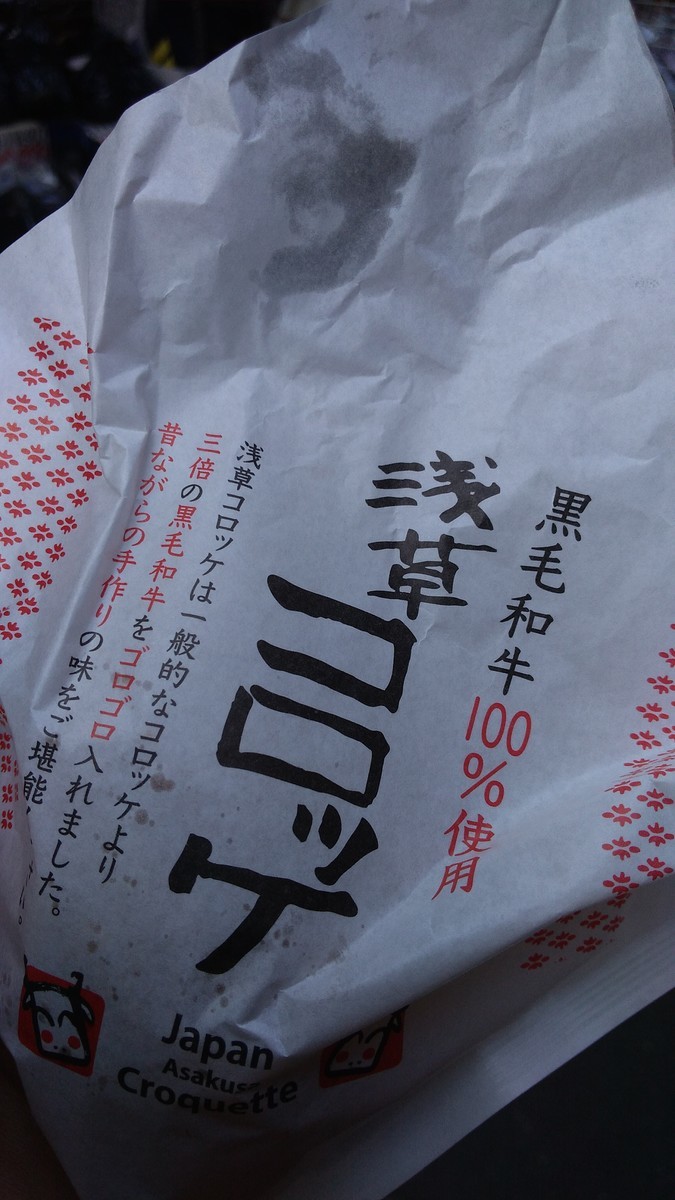 黒毛和牛100%使用
浅草
コロッケ
浅草コロッケは一般的なコロッケより
三倍の黒毛和牛をゴロゴロ入れました。
昔ながらの手作りの味をご堪能
Japan
Asakusa
Croquette